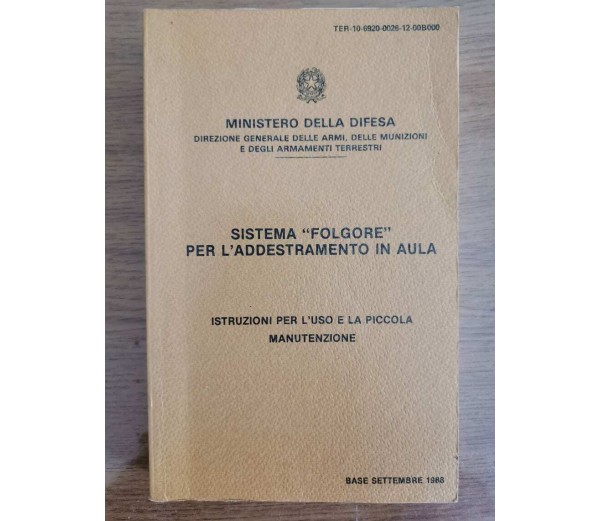 TER-10-6920-0026-12-00B000
MINISTERO DELLA DIFESA
DIREZIONE GENERALE DELLE ARMI, DELLE MUNIZIONI
E DEGLI ARMAMENTI TERRESTRI
SISTEMA “FOLGORE”
PER L’ADDESTRAMENTO IN AULA
ISTRUZIONI PER L’USO E LA PICCOLA
MANUTENZIONE
BASE SETTEMBRE 1988